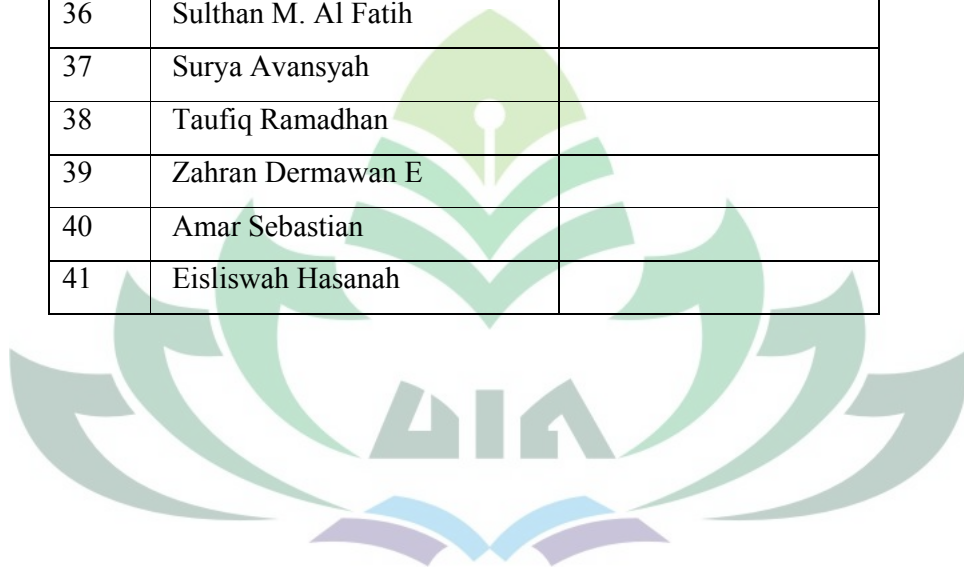 36 Sulthan M. Al Fatih
37 Surya Avansyah
38 Taufiq Ramadhan
39 Zahran Dermawan E
40 Amar Sebastian
41 Eisliswah Hasanah
UIN